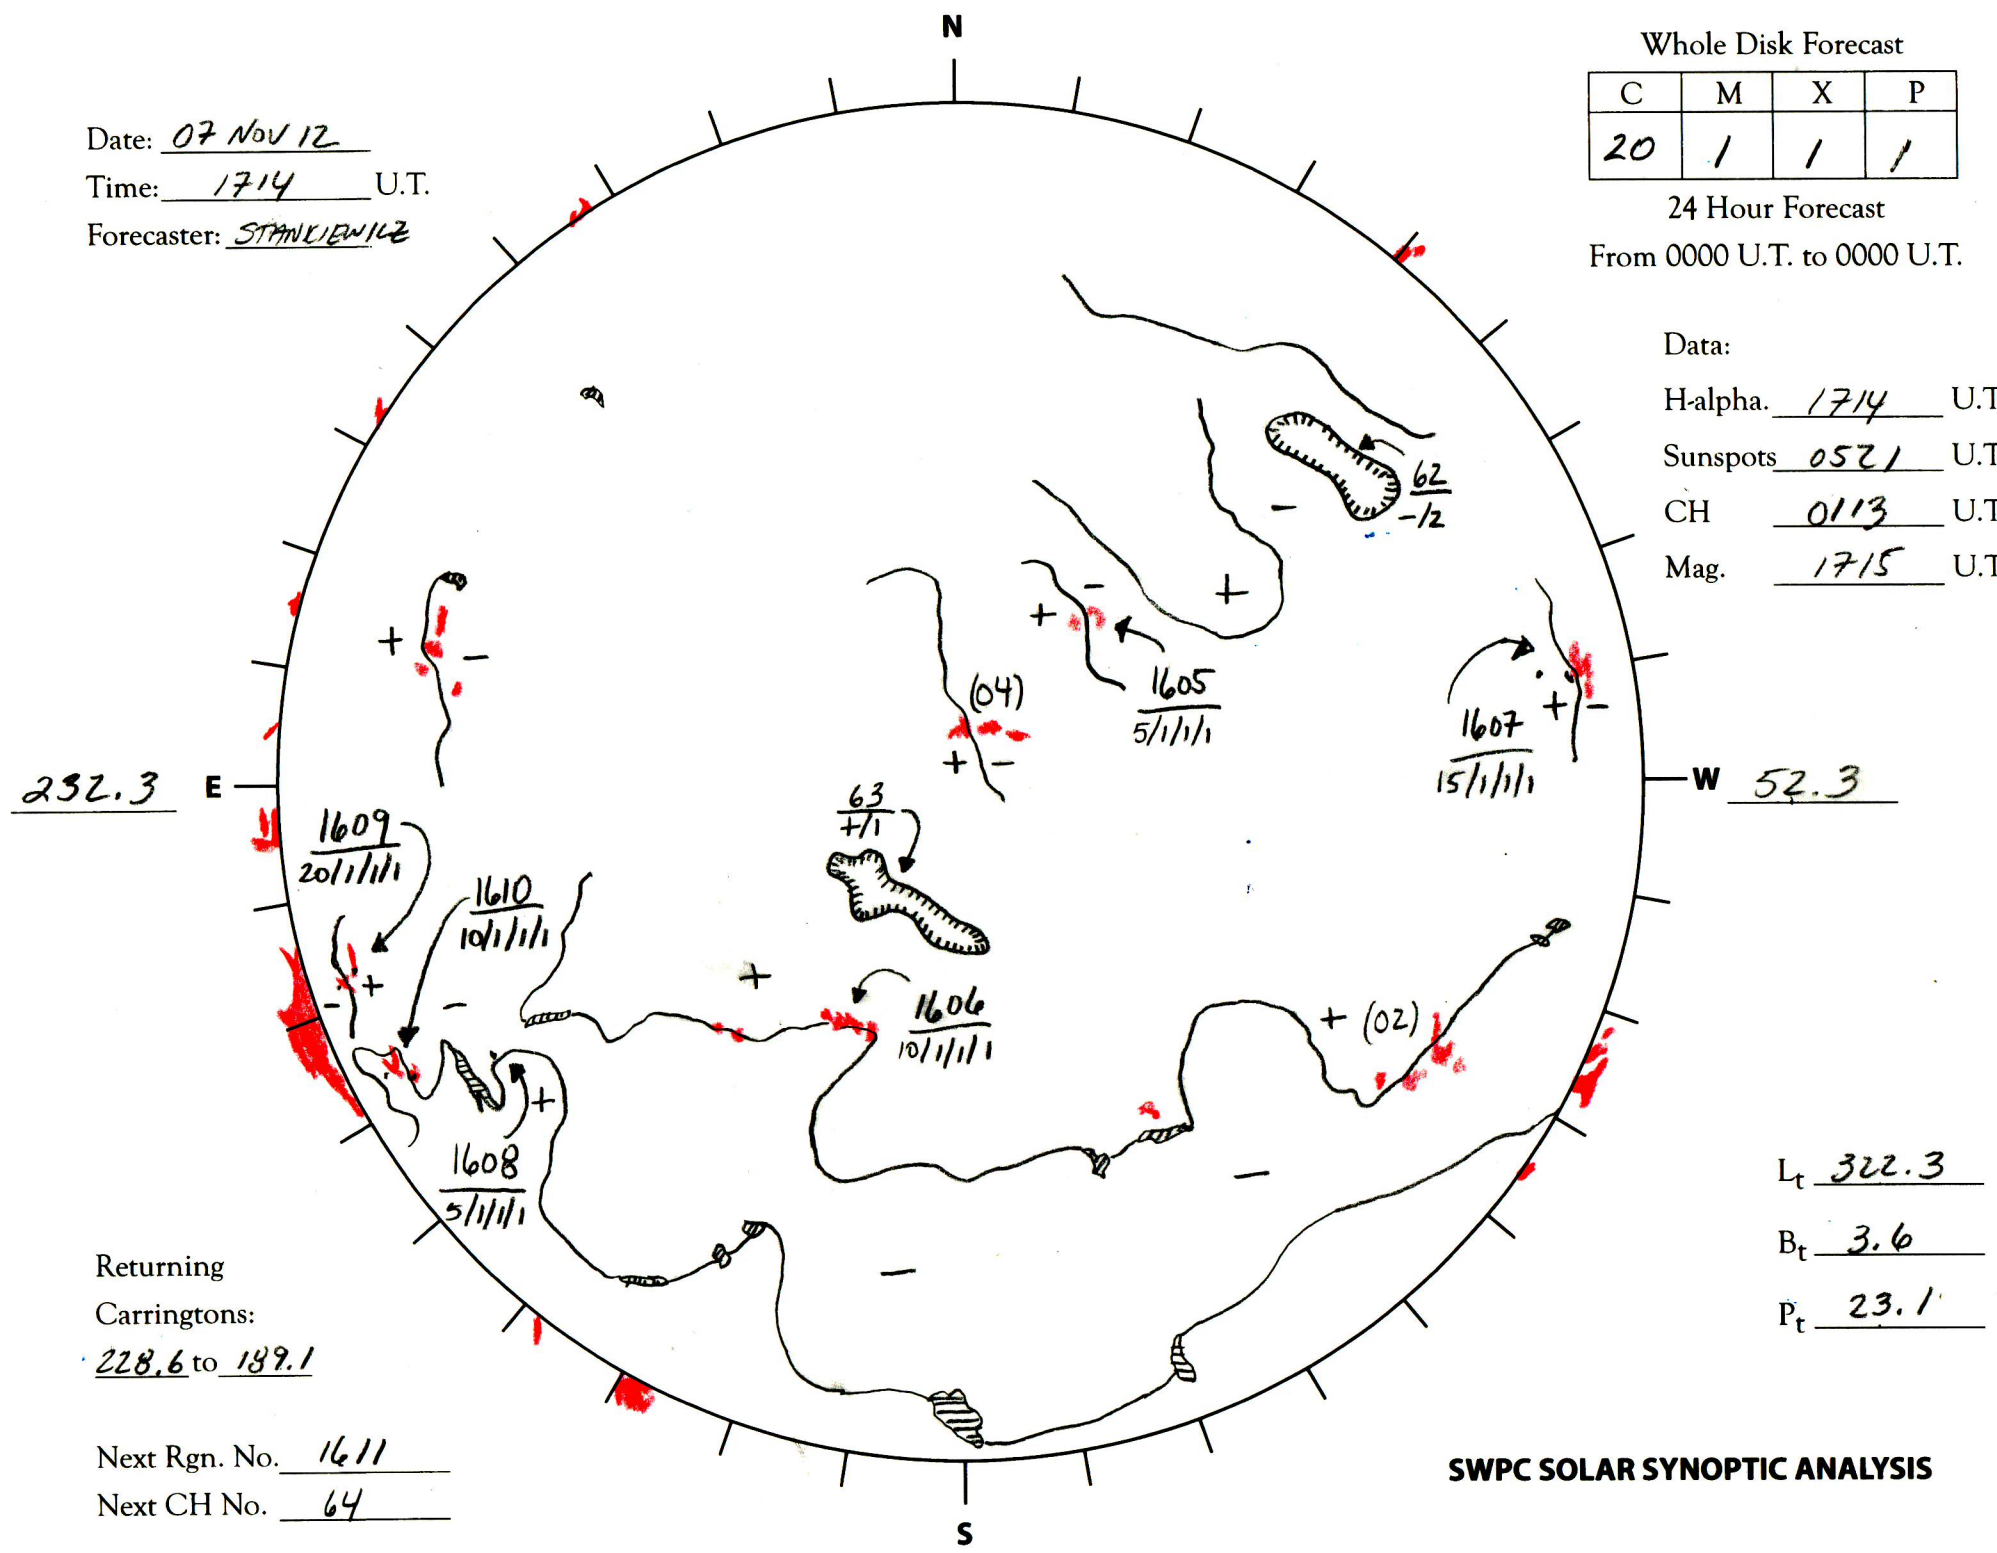 N
Whole Disk Forecast
C M X P
20 1 1 1
24 Hour Forecast
From 0000 U.T. to 0000 U.T.
Date: 07 NOV 12
Time: 1714 U.T.
Forecaster: STANKIEWICZ
Data:
H-alpha. 1714 U.T
Sunspots 0521 U.T
CH 0113 U.T
Mag. 1715 U.T
62
-/2
-
+
-
+
+
-
(04)
+ -
1605
5/1/1/1
1607
15/1/1/1
+ -
232.3 E
W 52.3
63
+/1
1609
20/1/1/1/1
1610
10/1/1/1
+
-
-
+
1606
10/1/1/1
+ (02)
+
1608
5/1/1/1
-
-
Lt 322.3
Bt 3.6
Pt 23.1
Returning
Carringtons:
228.6 to 189.1
Next Rgn. No. 1611
Next CH No. 64
SWPC SOLAR SYNOPTIC ANALYSIS
S